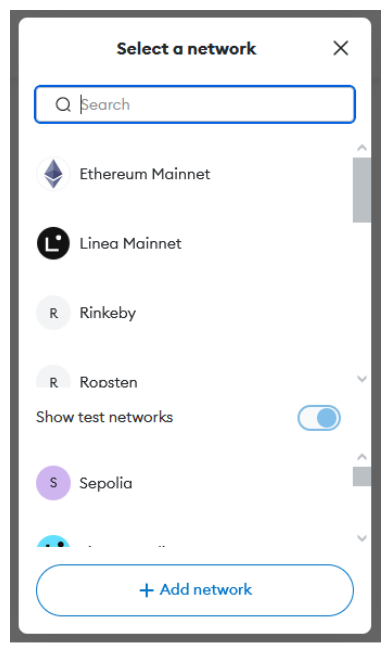 Select a network
Search
Ethereum Mainnet
L
Linea Mainnet
R
Rinkeby
R
Ropsten
Show test networks
S
Sepolia
+ Add network